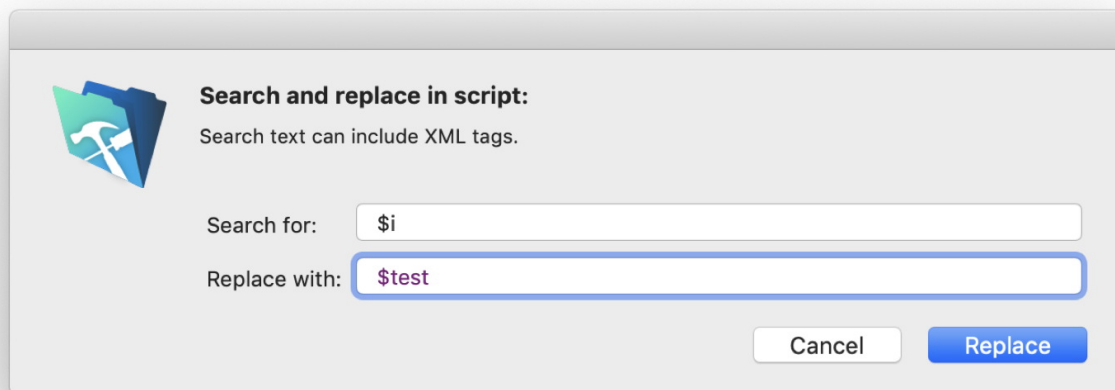 Search and replace in script:
Search text can include XML tags.
Search for: $i
Replace with: $test
Cancel Replace